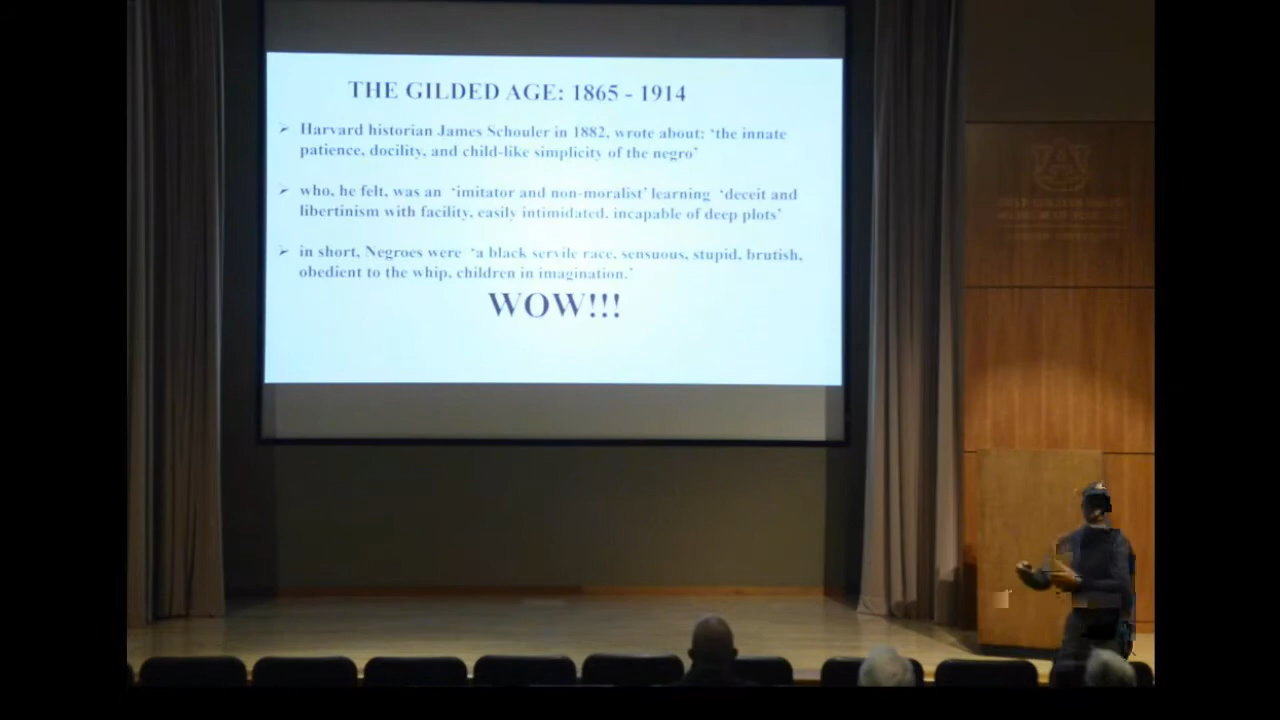 THE GILDED AGE: 1865 - 1914
➢ Harvard historian James Schouler in 1882, wrote about: ‘the innate
patience, docility, and child-like simplicity of the negro’
➢ who, he felt, was an ‘imitator and non-moralist’ learning ‘deceit and
libertinism with facility, easily intimidated, incapable of deep plots’
➢ in short, Negroes were ‘a black servile race, sensuous, stupid, brutish,
obedient to the whip, children in imagination.’
WOW!!!